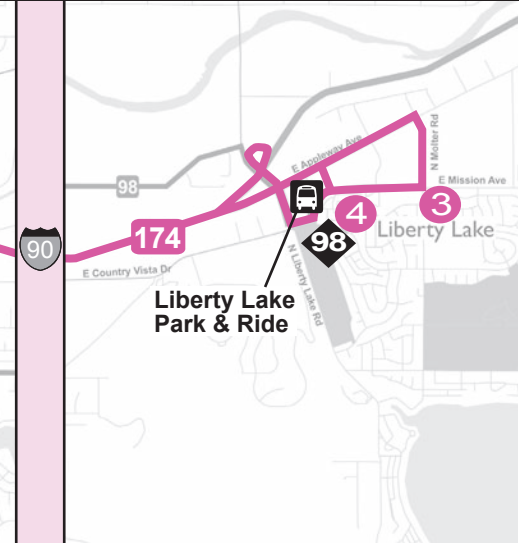 E Appleway Ave
N Molter Rd
E Mission Ave
98
3
4
Liberty Lake
174
98
90
E Country Vista Dr
N Liberty Lake Rd
Liberty Lake
Park & Ride